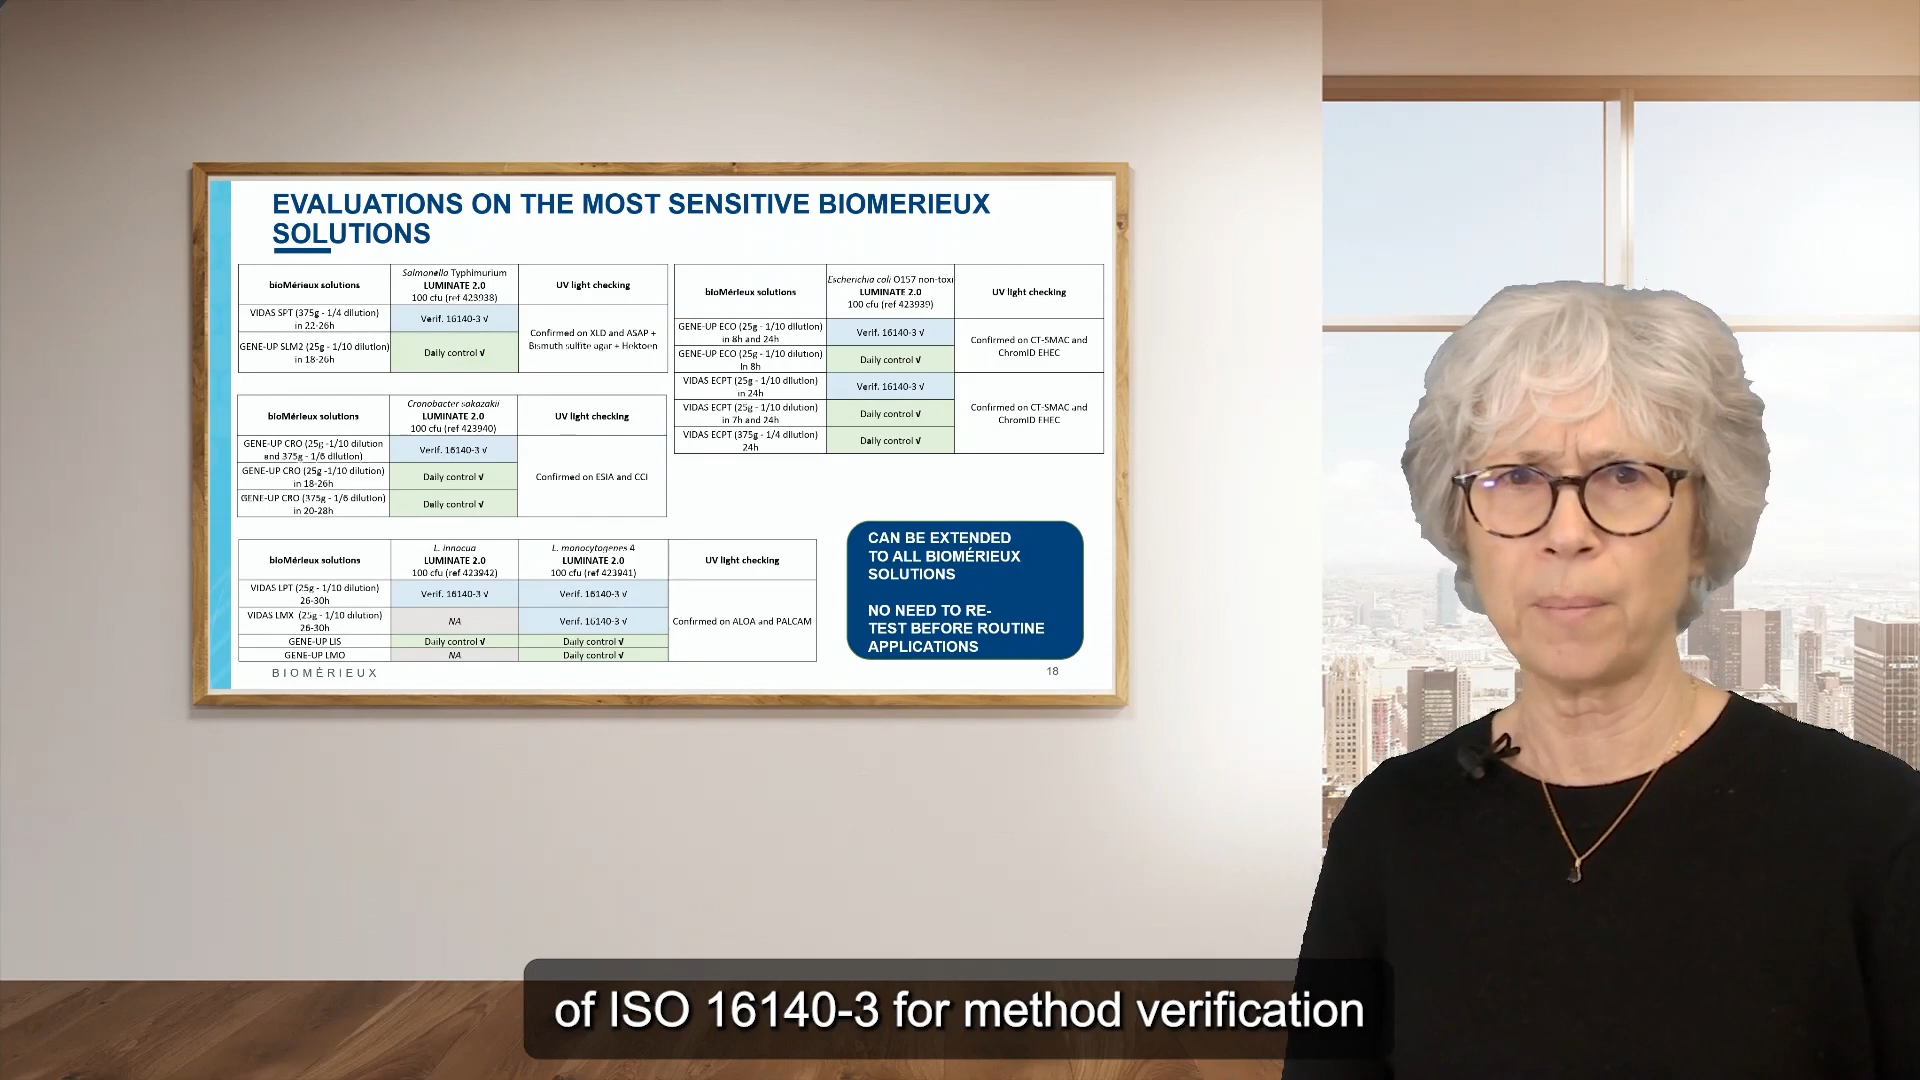 EVALUATIONS ON THE MOST SENSITIVE BIOMERIEUX
SOLUTIONS
bioMérieux solutions
Salmonella Typhimurium
LUMINATE 2.0
100 cfu (ref 423938)
UV light checking
VIDAS SPT (375g - 1/4 dilution)
in 22-26h
Verif. 16140-3 √
GENE-UP SLM2 (25g - 1/10 dilution)
in 18-26h
Daily control √
Confirmed on XLD and ASAP +
Bismuth sulfite agar + Hektoen
bioMérieux solutions
Cronobacter sakazakii
LUMINATE 2.0
100 cfu (ref 423940)
UV light checking
GENE-UP CRO (25g -1/10 dilution
and 375g - 1/6 dilution)
Verif. 16140-3 √
GENE-UP CRO (25g -1/10 dilution)
in 18-26h
Daily control √
GENE-UP CRO (375g - 1/6 dilution)
in 20-28h
Daily control √
Confirmed on ESIA and CCI
bioMérieux solutions
L. innocua
LUMINATE 2.0
100 cfu (ref 423942)
L. monocytogenes 4
LUMINATE 2.0
100 cfu (ref 423941)
UV light checking
VIDAS LPT (25g - 1/10 dilution)
26-30h
Verif. 16140-3 √
Verif. 16140-3 √
VIDAS LMX (25g - 1/10 dilution)
26-30h
NA
Verif. 16140-3 √
GENE-UP LIS
Daily control √
Daily control √
GENE-UP LMO
NA
Daily control √
Confirmed on ALOA and PALCAM
bioMérieux solutions
Escherichia coli O157 non-toxi
LUMINATE 2.0
100 cfu (ref 423939)
UV light checking
GENE-UP ECO (25g - 1/10 dilution)
in 8h and 24h
Verif. 16140-3 √
GENE-UP ECO (25g - 1/10 dilution)
in 8h
Daily control √
Confirmed on CT-SMAC and
ChromID EHEC
VIDAS ECPT (25g - 1/10 dilution)
in 24h
Verif. 16140-3 √
VIDAS ECPT (25g - 1/10 dilution)
in 7h and 24h
Daily control √
VIDAS ECPT (375g - 1/4 dilution)
24h
Daily control √
Confirmed on CT-SMAC and
ChromID EHEC
CAN BE EXTENDED
TO ALL BIOMÉRIEUX
SOLUTIONS
NO NEED TO RE-
TEST BEFORE ROUTINE
APPLICATIONS
BIOMÉRIEUX
18
of ISO 16140-3 for method verification